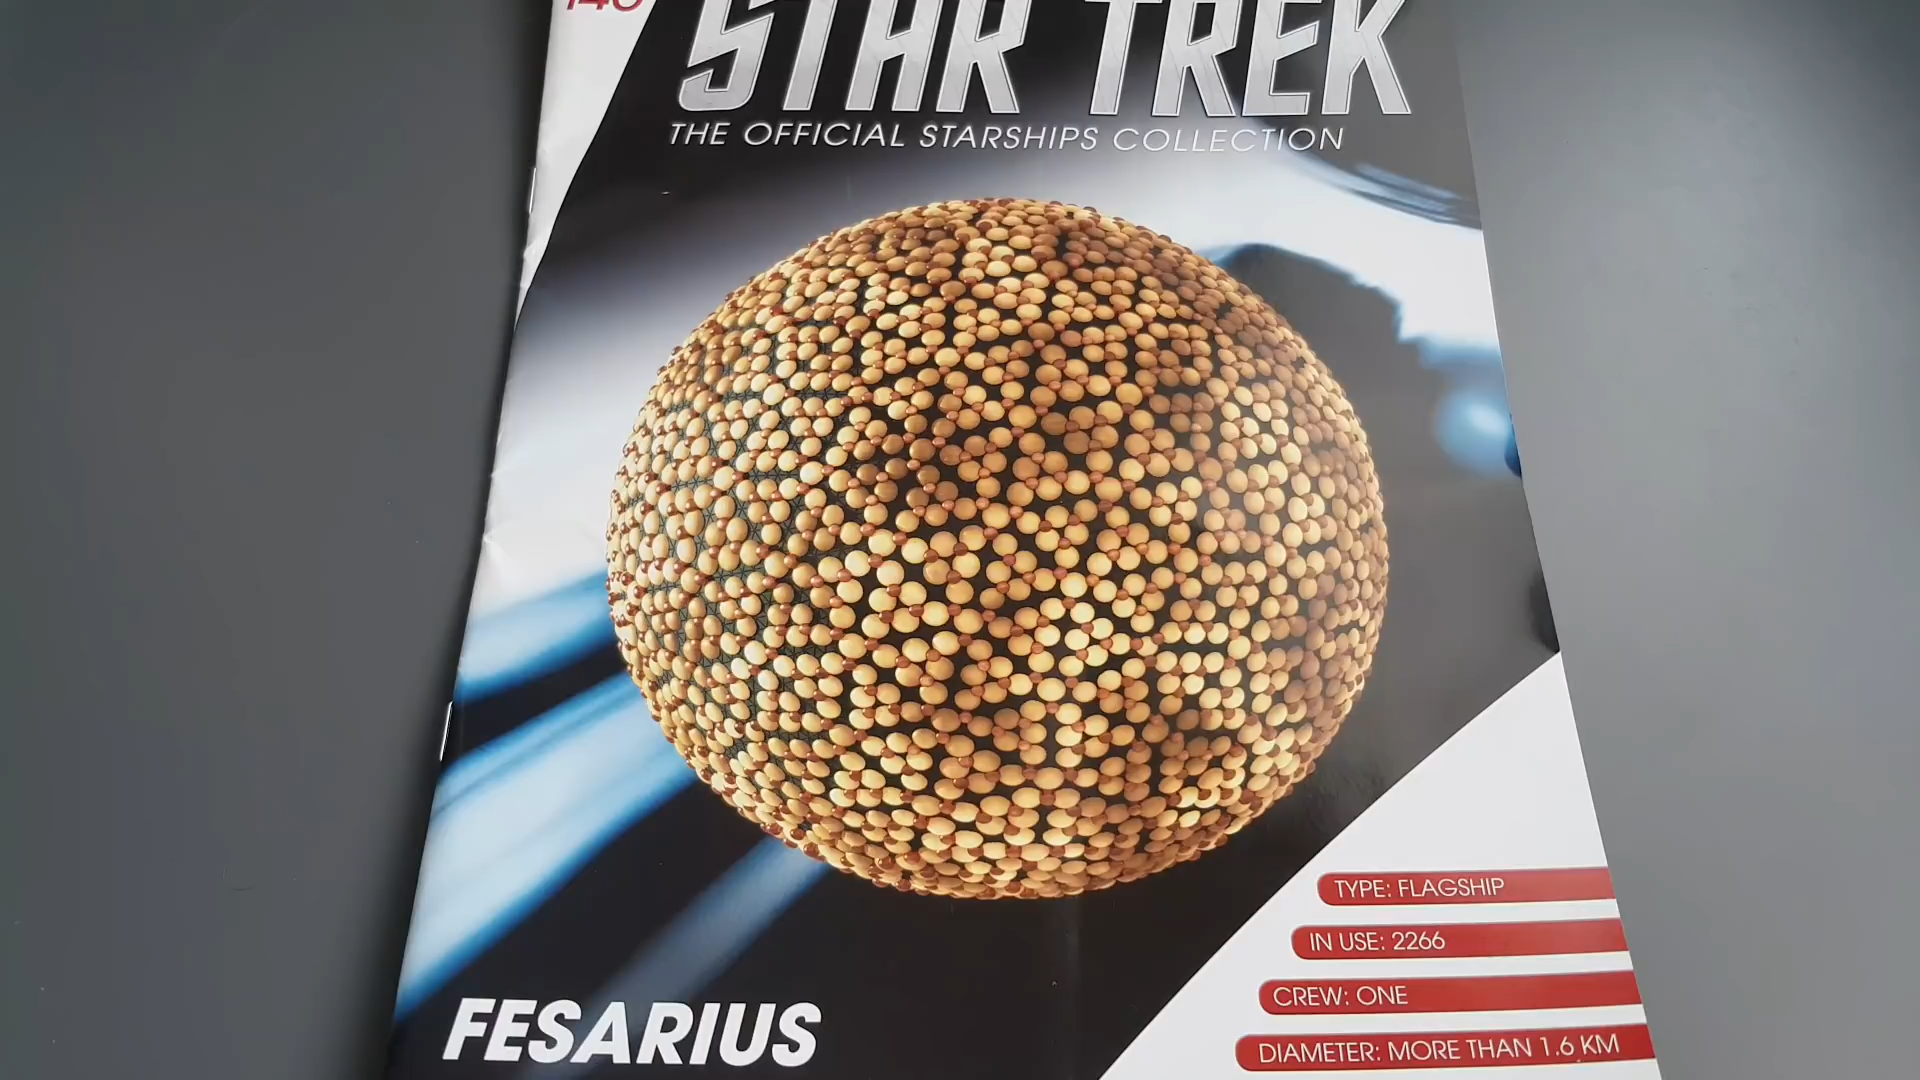 STAR TREK
THE OFFICIAL STARSHIPS COLLECTION
TYPE: FLAGSHIP
IN USE: 2266
CREW: ONE
DIAMETER: MORE THAN 1.6 KM
FESARIUS